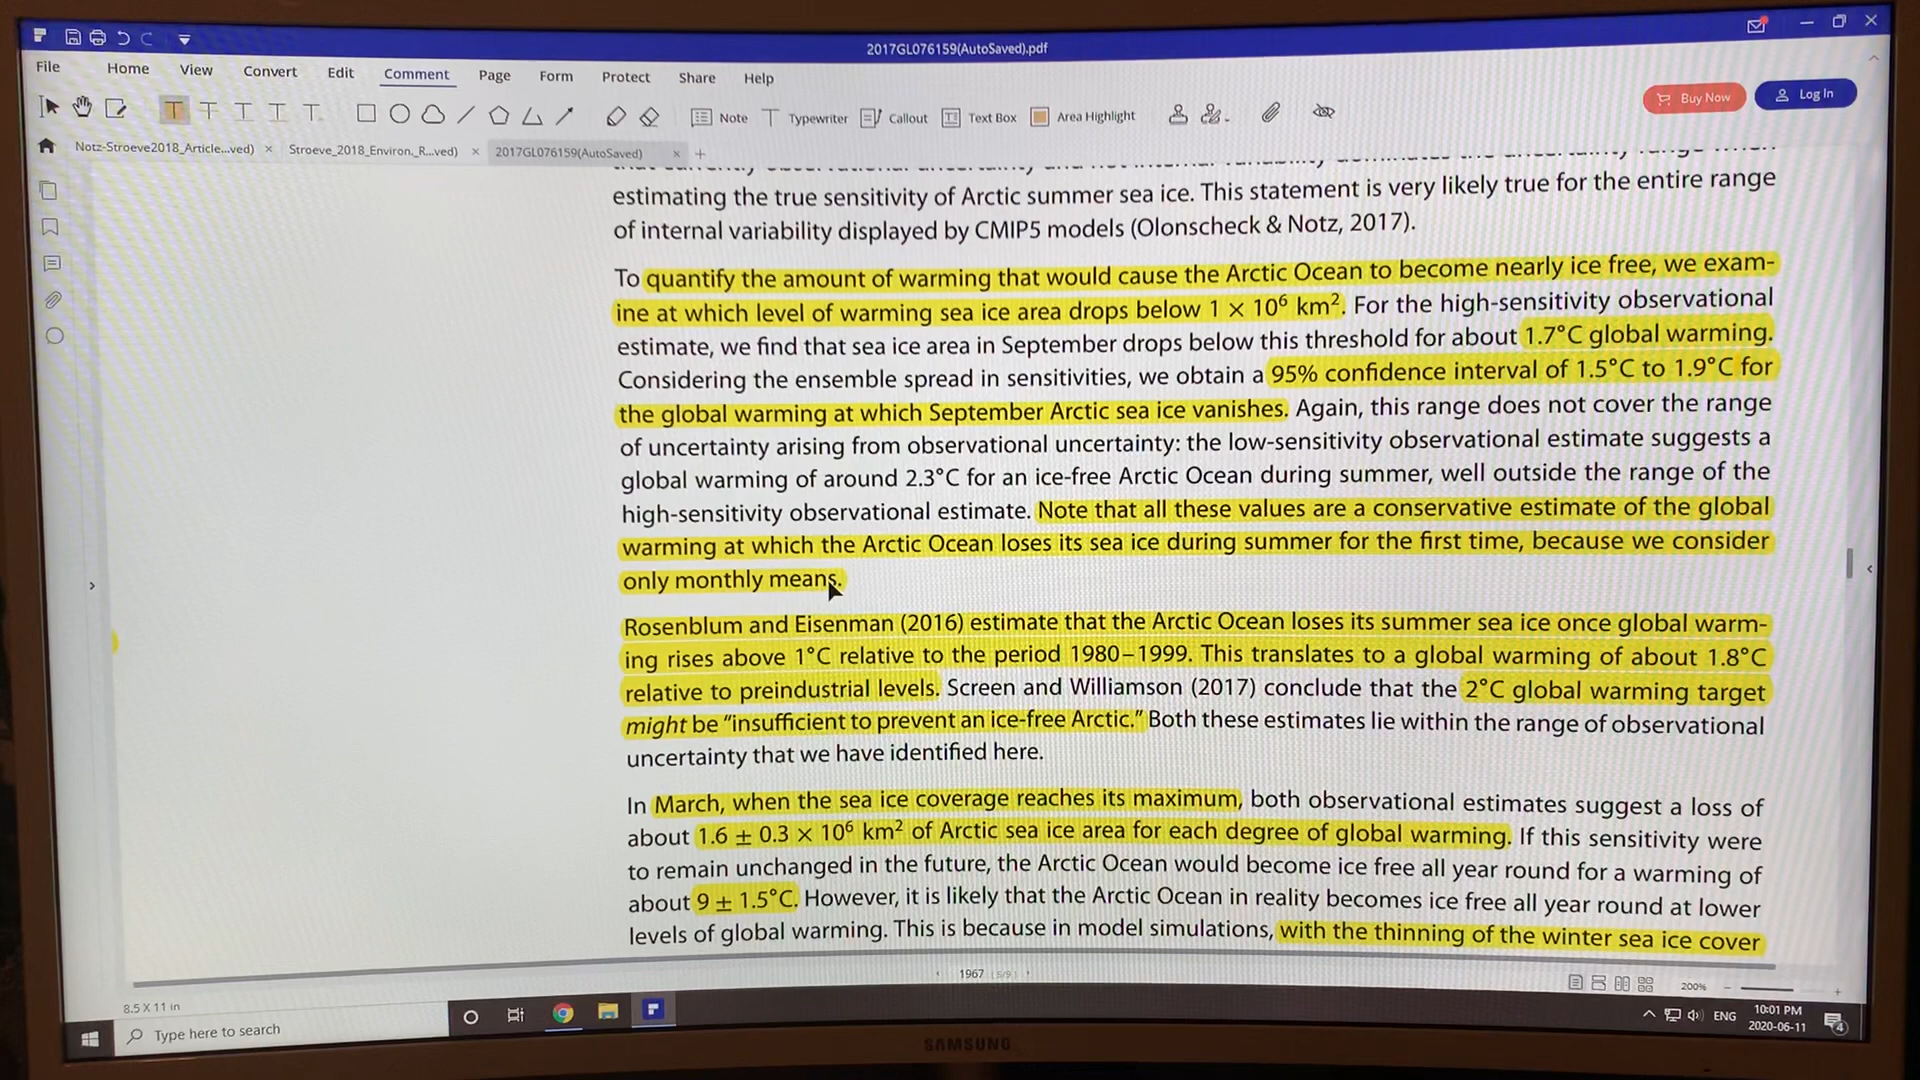 2017GL076159(AutoSaved).pdf
File Home View Convert Edit Comment Page Form Protect Share Help
Buy Now
Log In
Note Typewriter Callout Text Box Area Highlight
Notz-Stroeve2018_Article...ved) × Stroeve_2018_Environ._R...ved) × 2017GL076159(AutoSaved) × +
estimating the true sensitivity of Arctic summer sea ice. This statement is very likely true for the entire range
of internal variability displayed by CMIP5 models (Olonscheck & Notz, 2017).
To quantify the amount of warming that would cause the Arctic Ocean to become nearly ice free, we exam-
ine at which level of warming sea ice area drops below 1 × 10⁶ km². For the high-sensitivity observational
estimate, we find that sea ice area in September drops below this threshold for about 1.7°C global warming.
Considering the ensemble spread in sensitivities, we obtain a 95% confidence interval of 1.5°C to 1.9°C for
the global warming at which September Arctic sea ice vanishes. Again, this range does not cover the range
of uncertainty arising from observational uncertainty: the low-sensitivity observational estimate suggests a
global warming of around 2.3°C for an ice-free Arctic Ocean during summer, well outside the range of the
high-sensitivity observational estimate. Note that all these values are a conservative estimate of the global
warming at which the Arctic Ocean loses its sea ice during summer for the first time, because we consider
only monthly means.
Rosenblum and Eisenman (2016) estimate that the Arctic Ocean loses its summer sea ice once global warm-
ing rises above 1°C relative to the period 1980–1999. This translates to a global warming of about 1.8°C
relative to preindustrial levels. Screen and Williamson (2017) conclude that the 2°C global warming target
might be “insufficient to prevent an ice-free Arctic.” Both these estimates lie within the range of observational
uncertainty that we have identified here.
In March, when the sea ice coverage reaches its maximum, both observational estimates suggest a loss of
about 1.6 ± 0.3 × 10⁶ km² of Arctic sea ice area for each degree of global warming. If this sensitivity were
to remain unchanged in the future, the Arctic Ocean would become ice free all year round for a warming of
about 9 ± 1.5°C. However, it is likely that the Arctic Ocean in reality becomes ice free all year round at lower
levels of global warming. This is because in model simulations, with the thinning of the winter sea ice cover
1967 (5/9)
8.5 X 11 in
200%
Type here to search
ENG
10:01 PM
2020-06-11
4
SAMSUNG